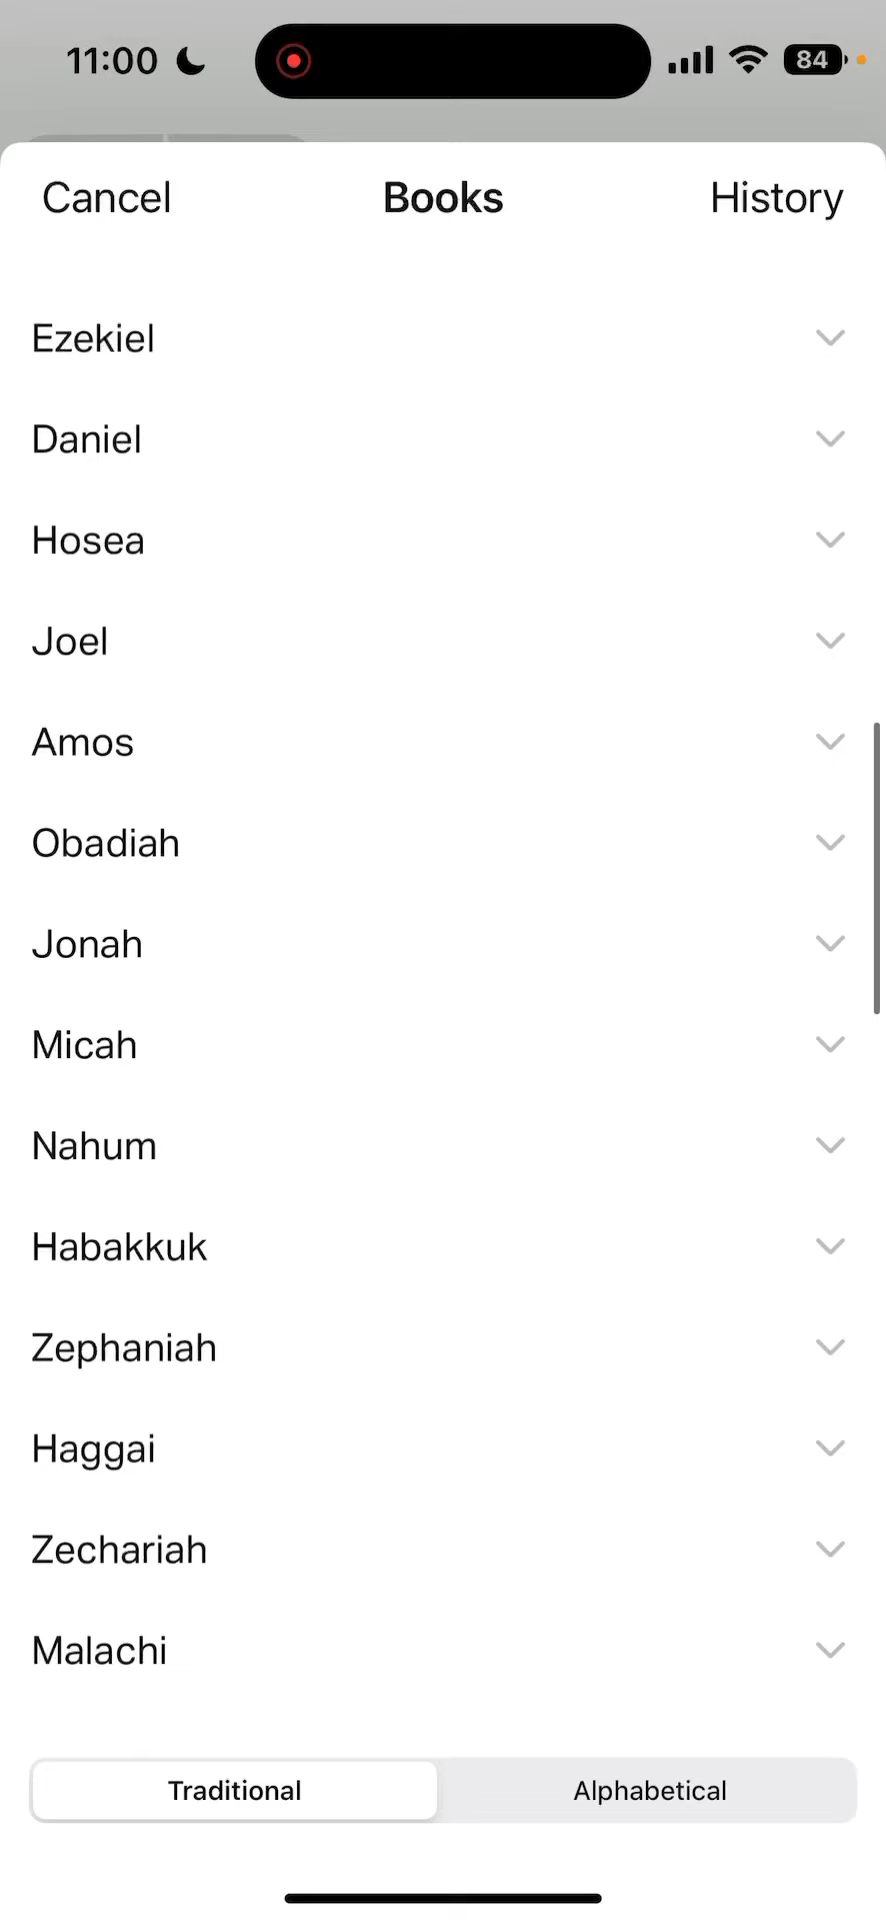 11:00 84
Cancel Books History
Ezekiel
Daniel
Hosea
Joel
Amos
Obadiah
Jonah
Micah
Nahum
Habakkuk
Zephaniah
Haggai
Zechariah
Malachi
Traditional Alphabetical